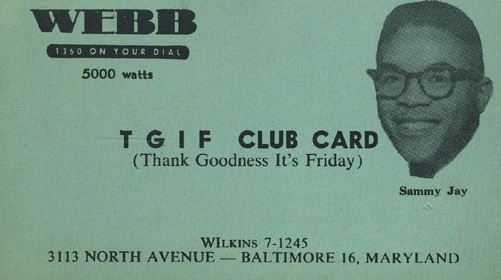 WEBB
1360 ON YOUR DIAL
5000 watts
T G I F CLUB CARD
(Thank Goodness It's Friday)
Sammy Jay
WIlkins 7-1245
3113 NORTH AVENUE — BALTIMORE 16, MARYLAND